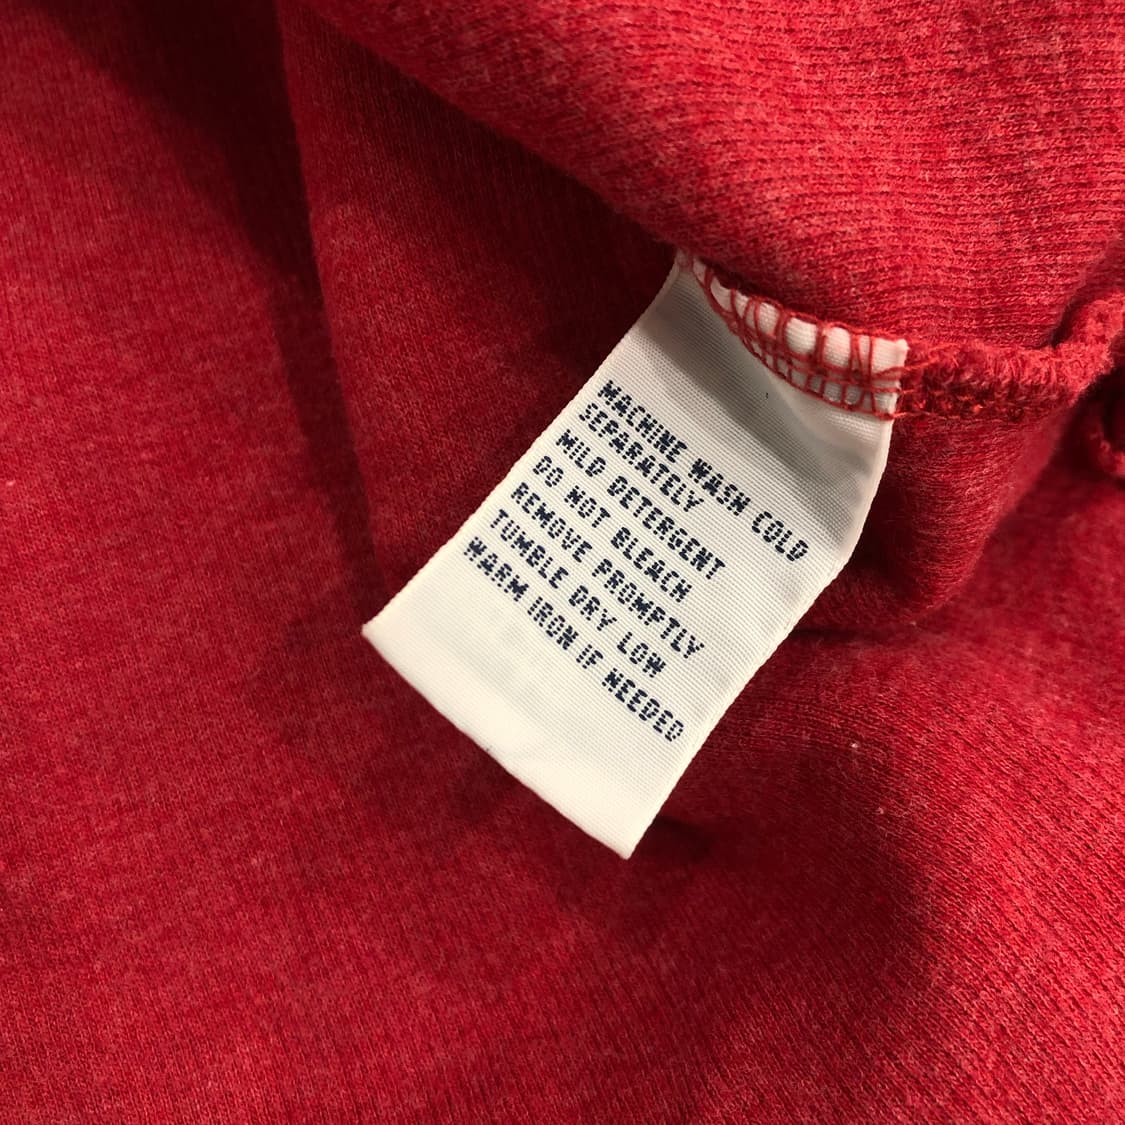 MACHINE WASH COLD
SEPARATELY
MILD DETERGENT
DO NOT BLEACH
REMOVE PROMPTLY
TUMBLE DRY LOW
WARM IRON IF NEEDED